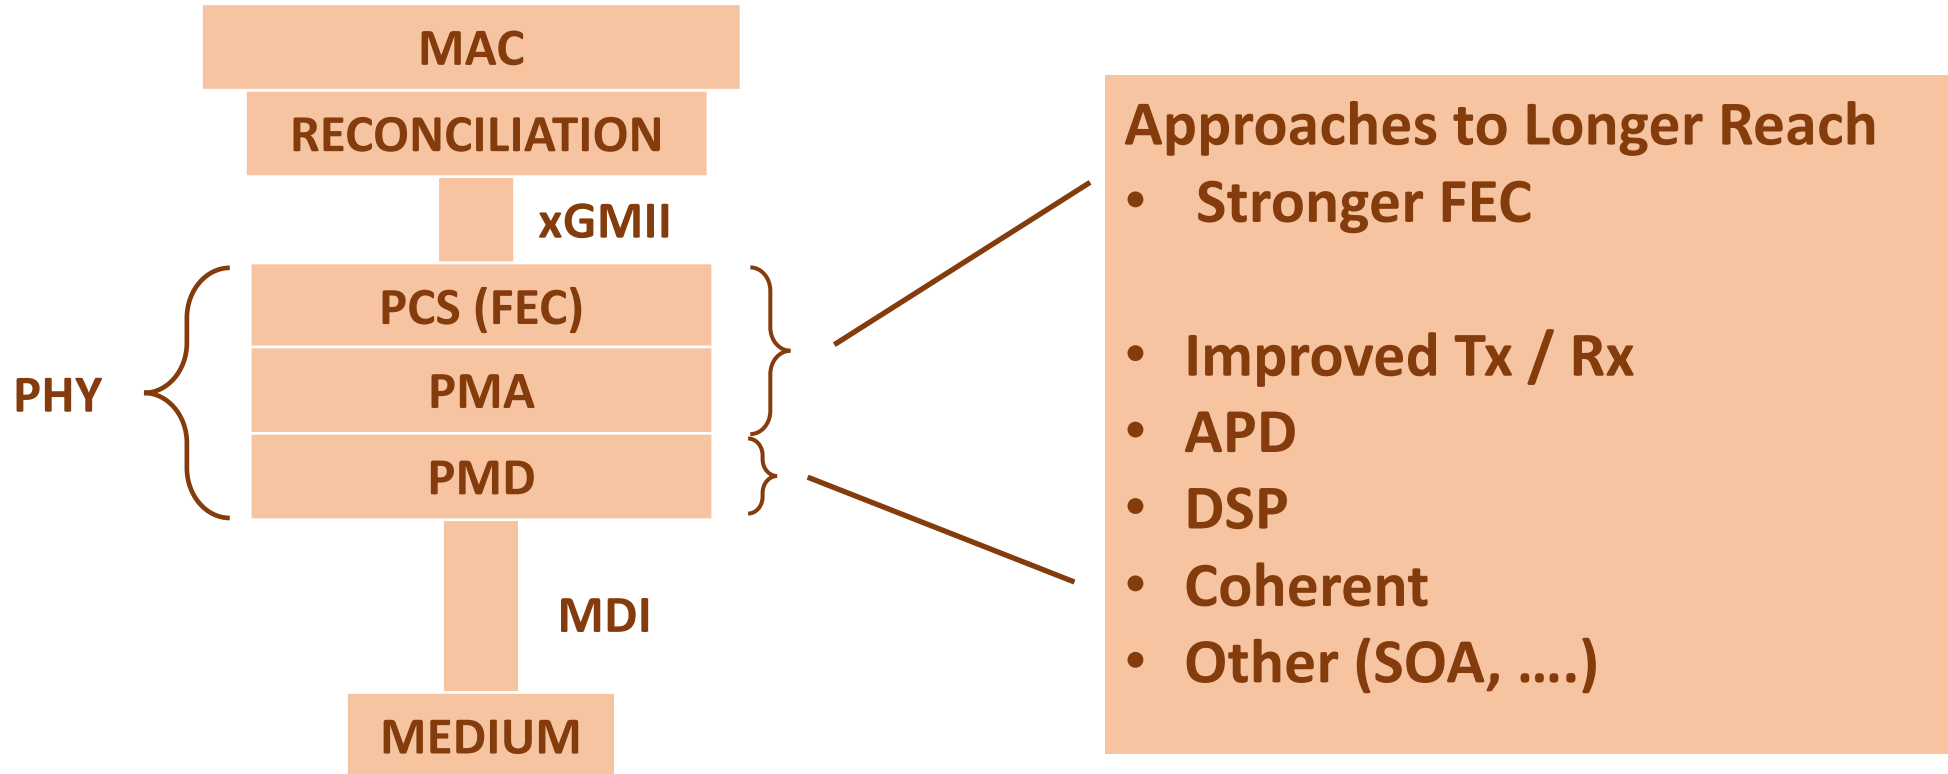 MAC
RECONCILIATION
xGMII
PCS (FEC)
PMA
PMD
PHY
MDI
MEDIUM
Approaches to Longer Reach
• Stronger FEC
• Improved Tx / Rx
• APD
• DSP
• Coherent
• Other (SOA, ....)